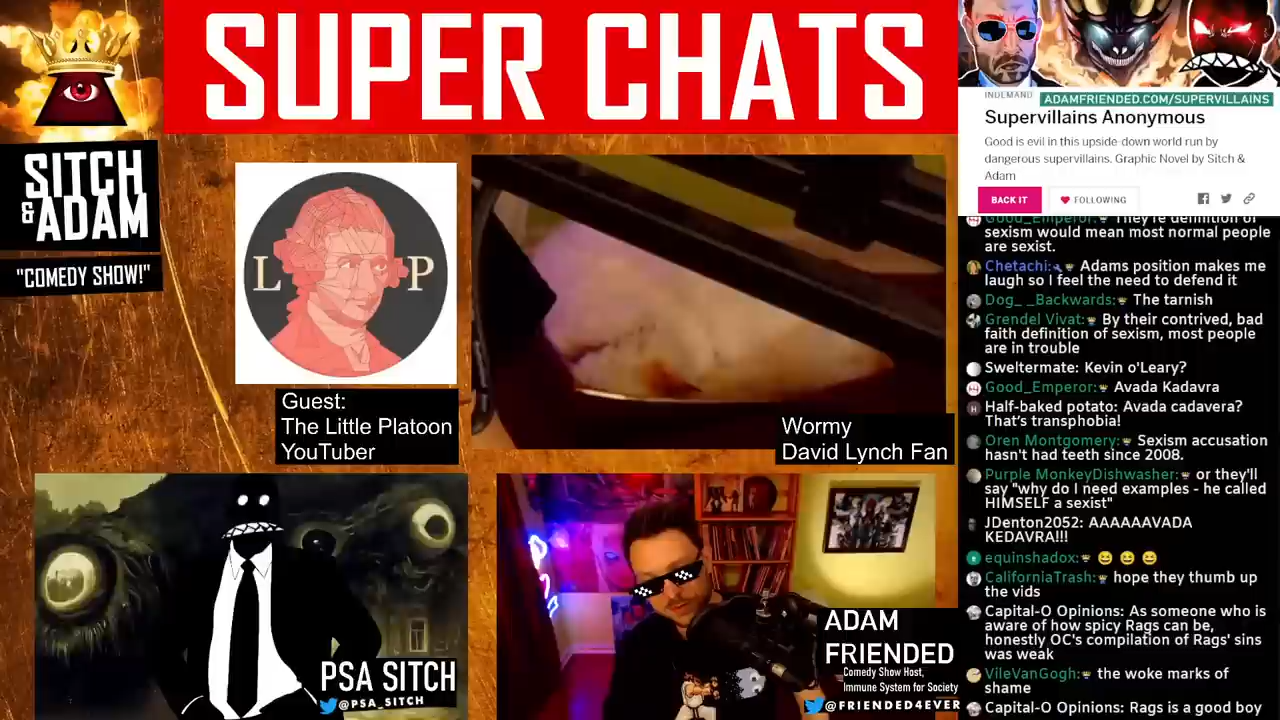 SUPER CHATS
SITCH
& ADAM
"COMEDY SHOW!"
L P
Guest:
The Little Platoon
YouTuber
Wormy
David Lynch Fan
PSA SITCH
@PSA_SITCH
ADAM
FRIENDED
Comedy Show Host,
Immune System for Society
@FRIENDED4EVER
INDEMAND
ADAMFRIENDED.COM/SUPERVILLAINS
Supervillains Anonymous
Good is evil in this upside-down world run by
dangerous supervillains. Graphic Novel by Sitch &
Adam
BACK IT
FOLLOWING
Good_Emperor: They're definition of
sexism would mean most normal people
are sexist.
Chetachi: Adams position makes me
laugh so I feel the need to defend it
Dog_ _Backwards: The tarnish
Grendel Vivat: By their contrived, bad
faith definition of sexism, most people
are in trouble
Sweltermate: Kevin o'Leary?
Good_Emperor: Avada Kadavra
H
Half-baked potato: Avada cadavera?
That's transphobia!
Oren Montgomery: Sexism accusation
hasn't had teeth since 2008.
Purple MonkeyDishwasher: or they'll
say "why do I need examples - he called
HIMSELF a sexist"
JDenton2052: AAAAAAVADA
KEDAVRA!!!
equinshadox: 😆 😆 😆
CaliforniaTrash: hope they thumb up
the vids
Capital-O Opinions: As someone who is
aware of how spicy Rags can be,
honestly OC's compilation of Rags' sins
was weak
VileVanGogh: the woke marks of
shame
Capital-O Opinions: Rags is a good boy